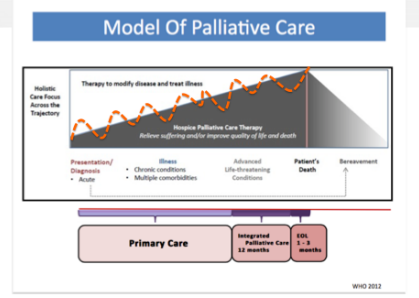 Model Of Palliative Care
Holistic
Care Focus
Across the
Trajectory
Therapy to modify disease and treat illness
Hospice Palliative Care Therapy
Relieve suffering and/or improve quality of life and death
Presentation/
Diagnosis
• Acute
Illness
• Chronic conditions
• Multiple comorbidities
Advanced
Life-threatening
Conditions
Patient's
Death
Bereavement
Primary Care
Integrated
Palliative Care
12 months
EOL
1 - 3
months
WHO 2012